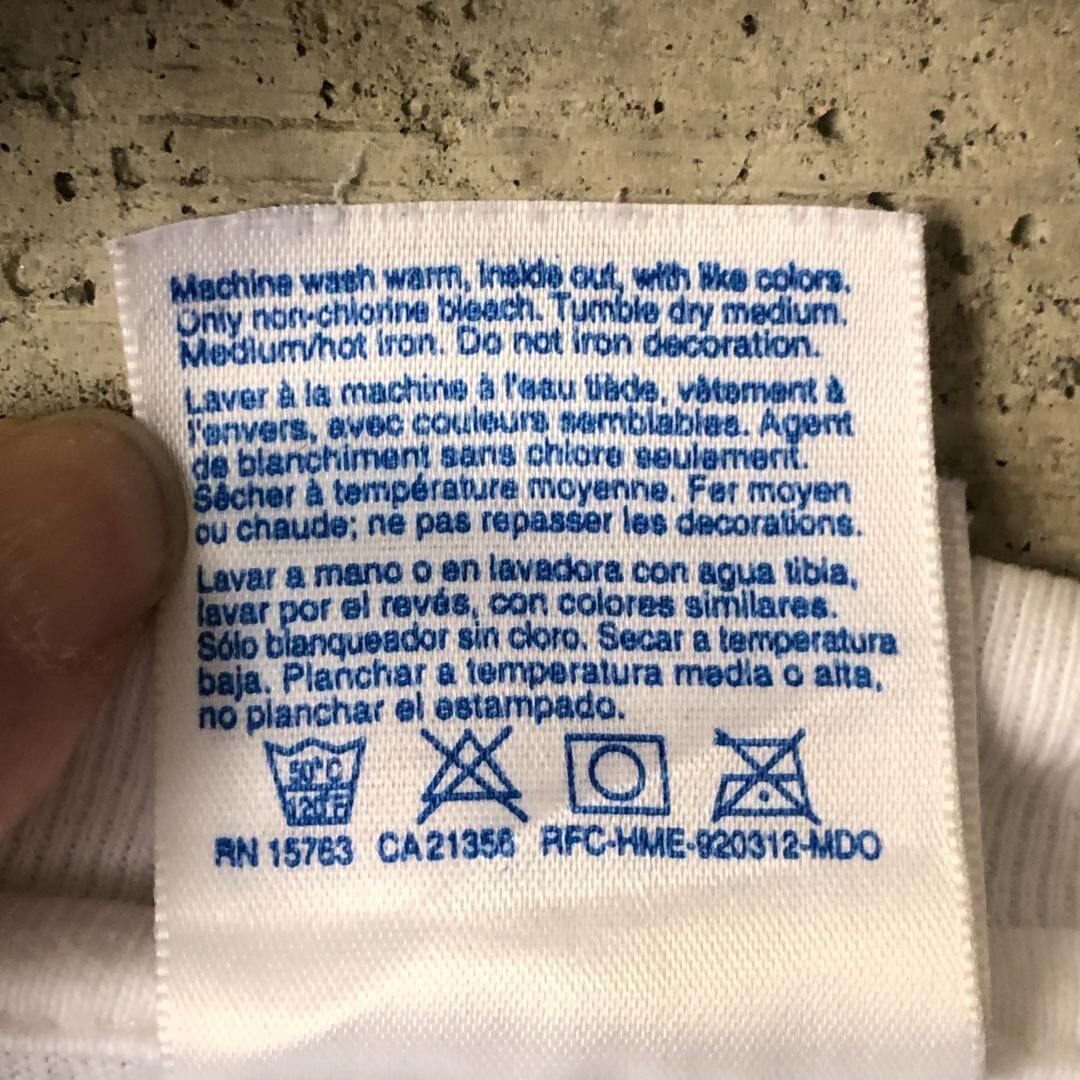 Machine wash warm, inside out, with like colors.
Only non-chlorine bleach. Tumble dry medium.
Medium/hot iron. Do not iron decoration.
Laver à la machine à l'eau tiède, vêtement à
l'envers, avec couleurs semblables. Agent
de blanchiment sans chlore seulement.
Sécher à température moyenne. Fer moyen
ou chaude; ne pas repasser les decorations.
Lavar a mano o en lavadora con agua tibia,
lavar por el revés, con colores similares.
Sólo blanqueador sin cloro. Secar a temperatura
baja. Planchar a temperatura media o alta,
no planchar el estampado.
50°C
120°F
RN 15763 CA 21356 RFC-HME-920312-MDO